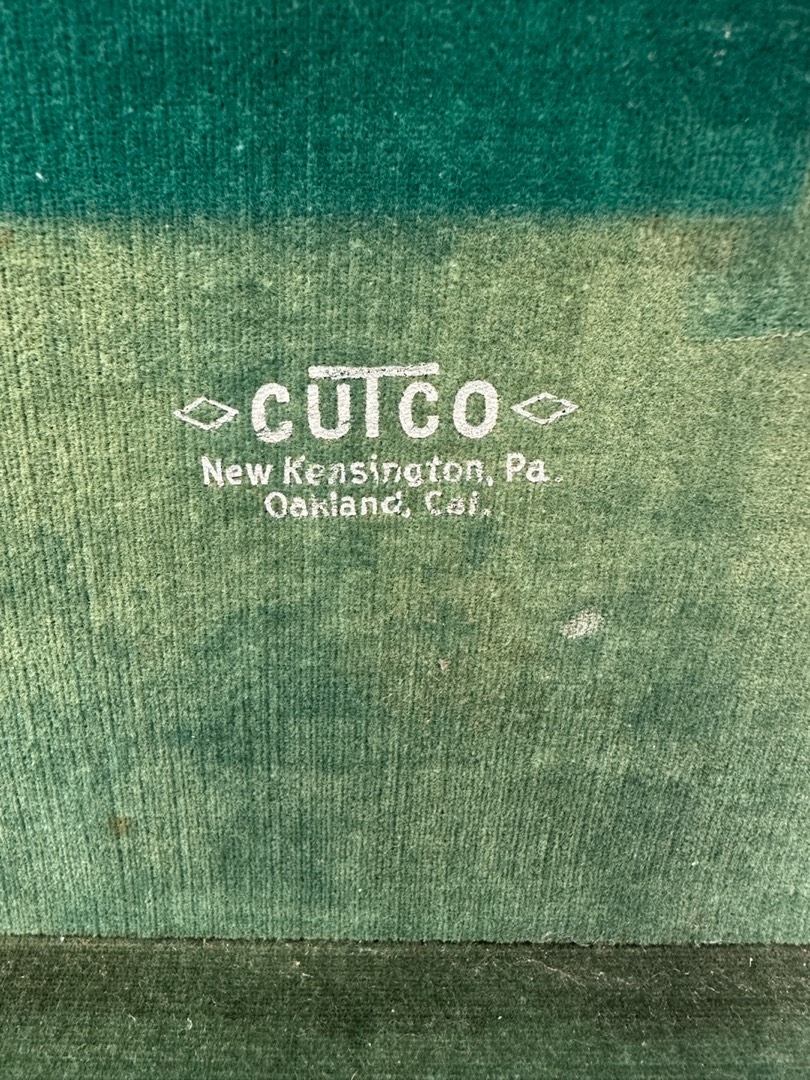 CUTCO
New Kensington, Pa.
Oakland, Cal.